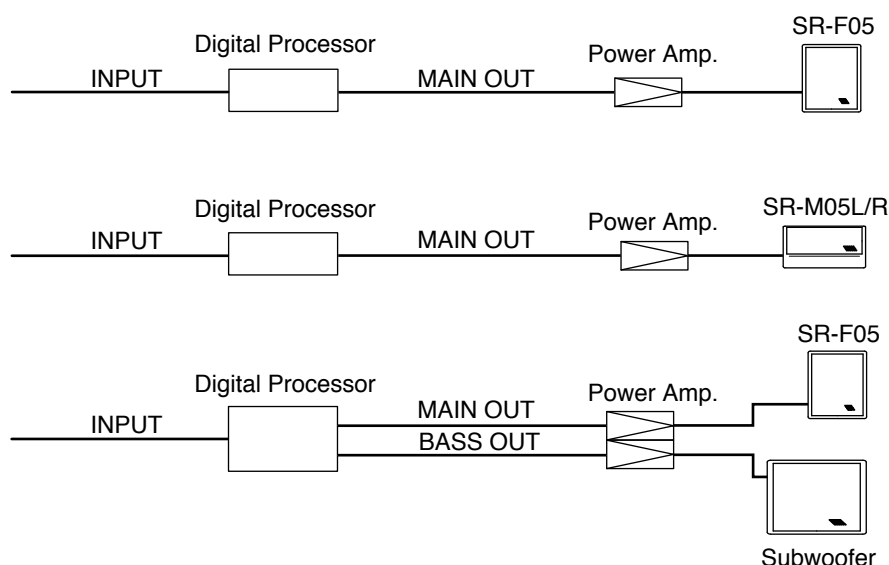 SR-F05
Digital Processor
Power Amp.
INPUT
MAIN OUT
SR-M05L/R
Digital Processor
Power Amp.
INPUT
MAIN OUT
SR-F05
Digital Processor
Power Amp.
MAIN OUT
INPUT
BASS OUT
Subwoofer